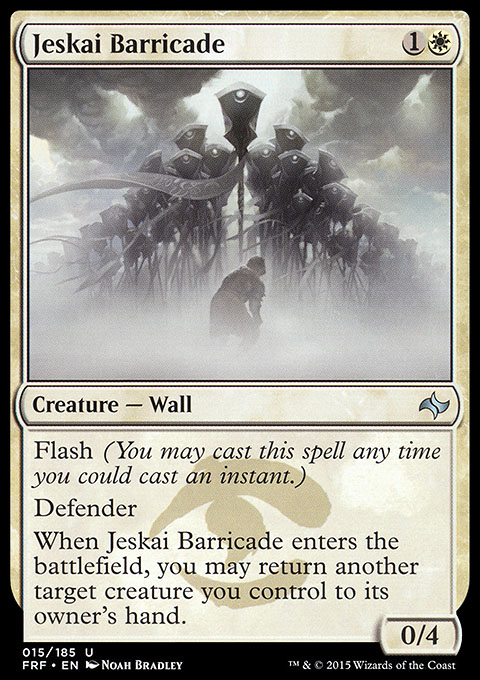 Jeskai Barricade 1
Creature — Wall
Flash (You may cast this spell any time
you could cast an instant.)
Defender
When Jeskai Barricade enters the
battlefield, you may return another
target creature you control to its
owner's hand.
0/4
015/185 U
FRF • EN Noah Bradley
™ & © 2015 Wizards of the Coast